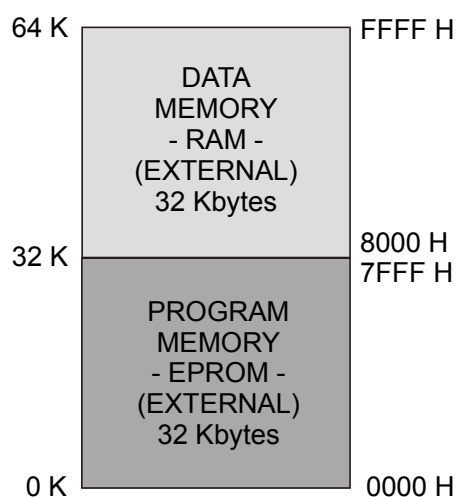 64 K
FFFF H
DATA
MEMORY
- RAM -
(EXTERNAL)
32 Kbytes
32 K
8000 H
7FFF H
PROGRAM
MEMORY
- EPROM -
(EXTERNAL)
32 Kbytes
0 K
0000 H